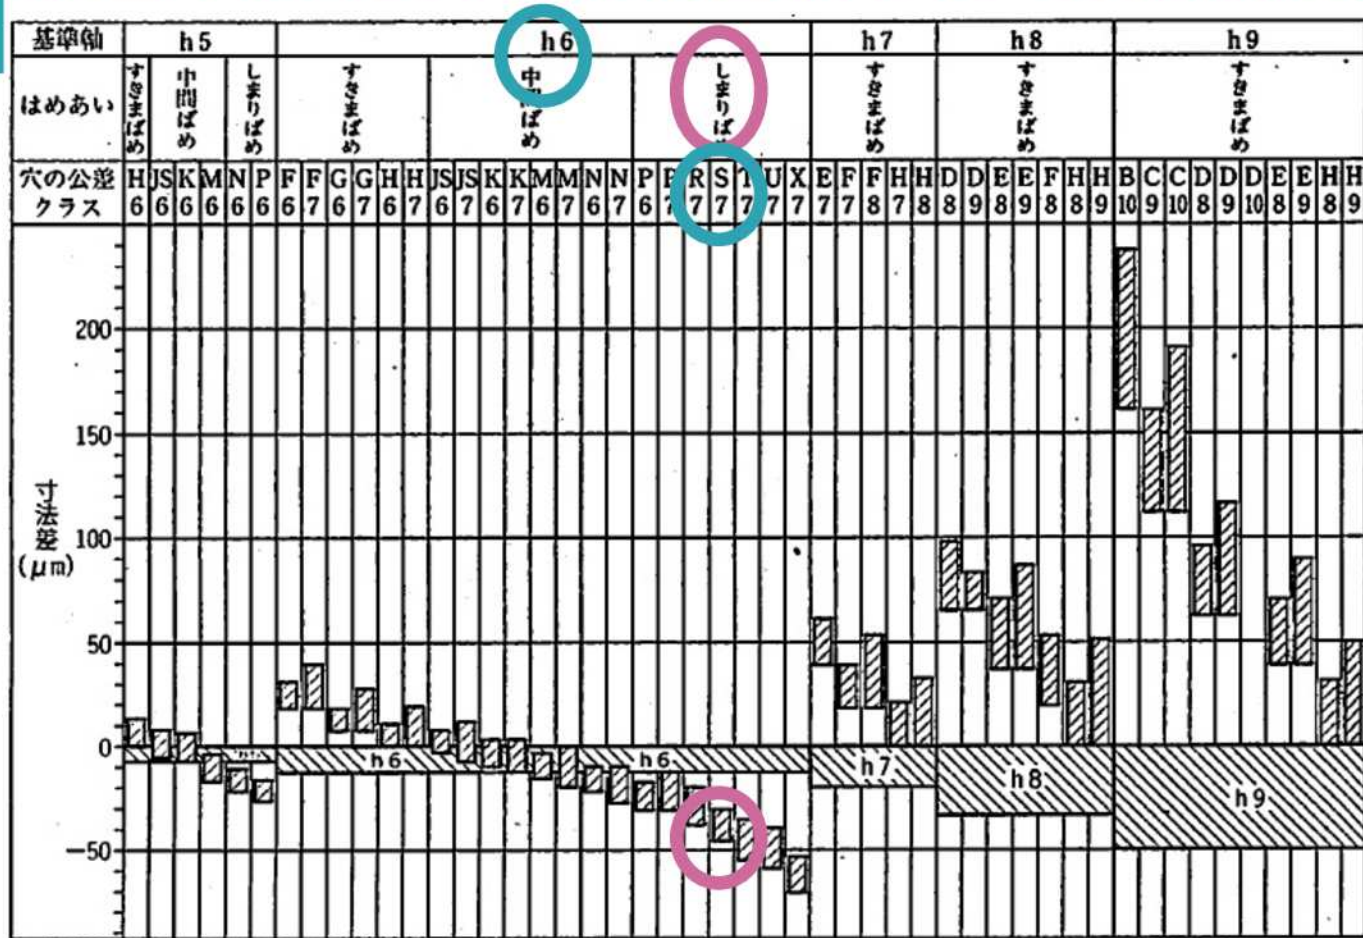 基準軸 h5 h6 h7 h8 h9
はめあい すきまばめ 中間ばめ しまりばめ すきまばめ 中間ばめ しまりばめ すきまばめ すきまばめ すきまばめ
穴の公差クラス H6 JS6 K6 M6 N6 P6 F6 F7 G6 G7 H6 H7 JS6 JS7 K6 K7 M6 M7 N6 N7 P6 P7 R7 S7 T7 U7 X7 E7 F7 F8 H7 H8 D8 D9 E8 E9 F8 H8 H9 B10 C9 C10 D8 D9 D10 E8 E9 H8 H9
200
150
100
寸法差
(μm)
50
0
h6 h6 h7 h8 h9
−50